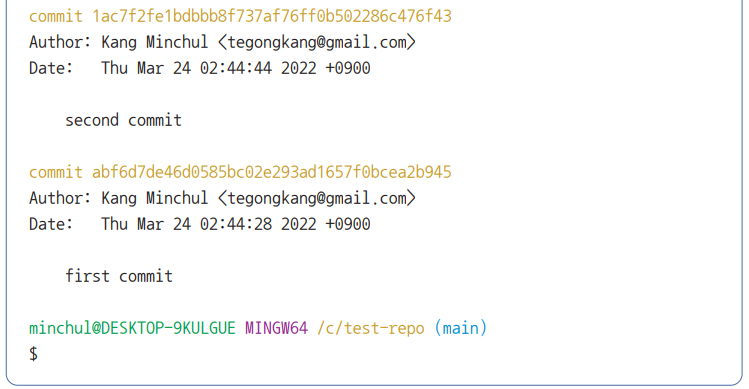 commit 1ac7f2fe1bdbbb8f737af76ff0b502286c476f43
Author: Kang Minchul <tegongkang@gmail.com>
Date:   Thu Mar 24 02:44:44 2022 +0900
second commit
commit abf6d7de46d0585bc02e293ad1657f0bcea2b945
Author: Kang Minchul <tegongkang@gmail.com>
Date:   Thu Mar 24 02:44:28 2022 +0900
first commit
minchul@DESKTOP-9KULGUE MINGW64 /c/test-repo (main)
$